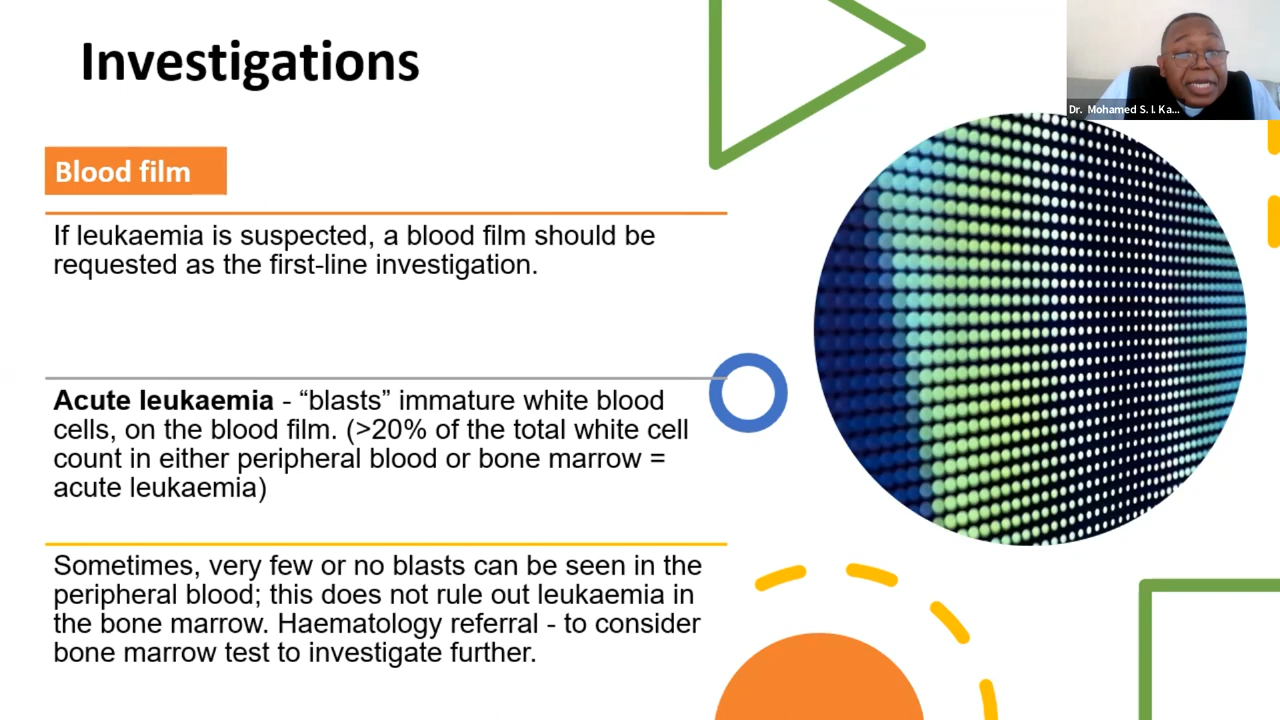 Investigations
Dr. Mohamed S. I. Ka...
Blood film
If leukaemia is suspected, a blood film should be
requested as the first-line investigation.
Acute leukaemia - “blasts” immature white blood
cells, on the blood film. (>20% of the total white cell
count in either peripheral blood or bone marrow =
acute leukaemia)
Sometimes, very few or no blasts can be seen in the
peripheral blood; this does not rule out leukaemia in
the bone marrow. Haematology referral - to consider
bone marrow test to investigate further.